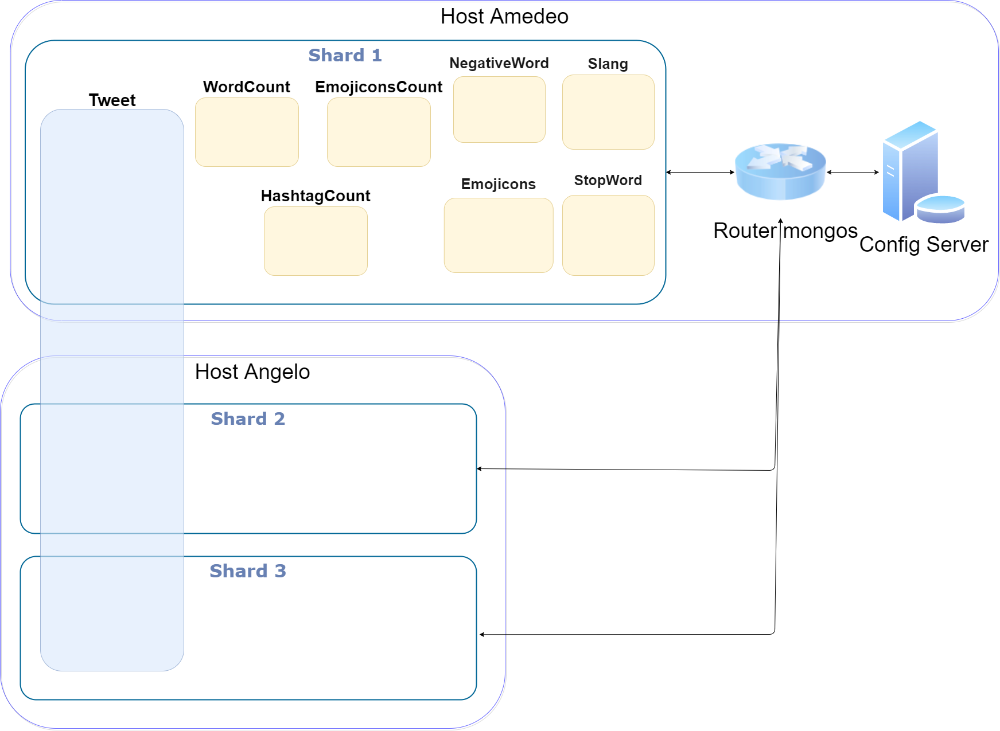 Host Amedeo
Shard 1
NegativeWord
Slang
WordCount
EmojiconsCount
Tweet
HashtagCount
Emojicons
StopWord
Router mongos
Config Server
Host Angelo
Shard 2
Shard 3